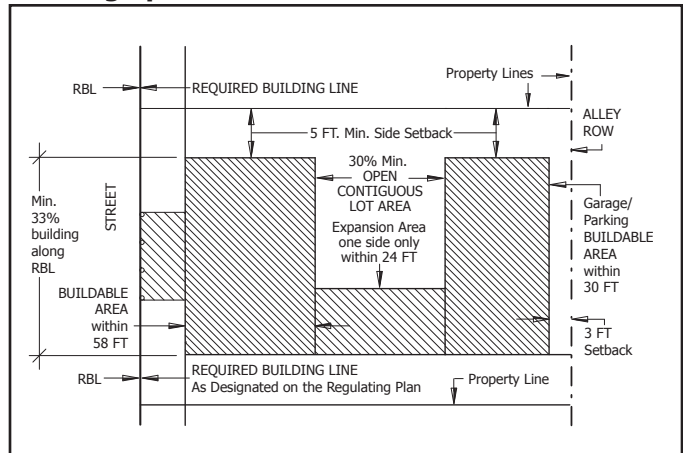 RBL
REQUIRED BUILDING LINE
Property Lines
5 FT. Min. Side Setback
ALLEY
ROW
30% Min.
OPEN
CONTIGUOUS
LOT AREA
Expansion Area
one side only
within 24 FT
Min.
33%
building
along
RBL
STREET
Garage/
Parking
BUILDABLE
AREA
within
30 FT
BUILDABLE
AREA
within
58 FT
3 FT
Setback
RBL
REQUIRED BUILDING LINE
As Designated on the Regulating Plan
Property Line